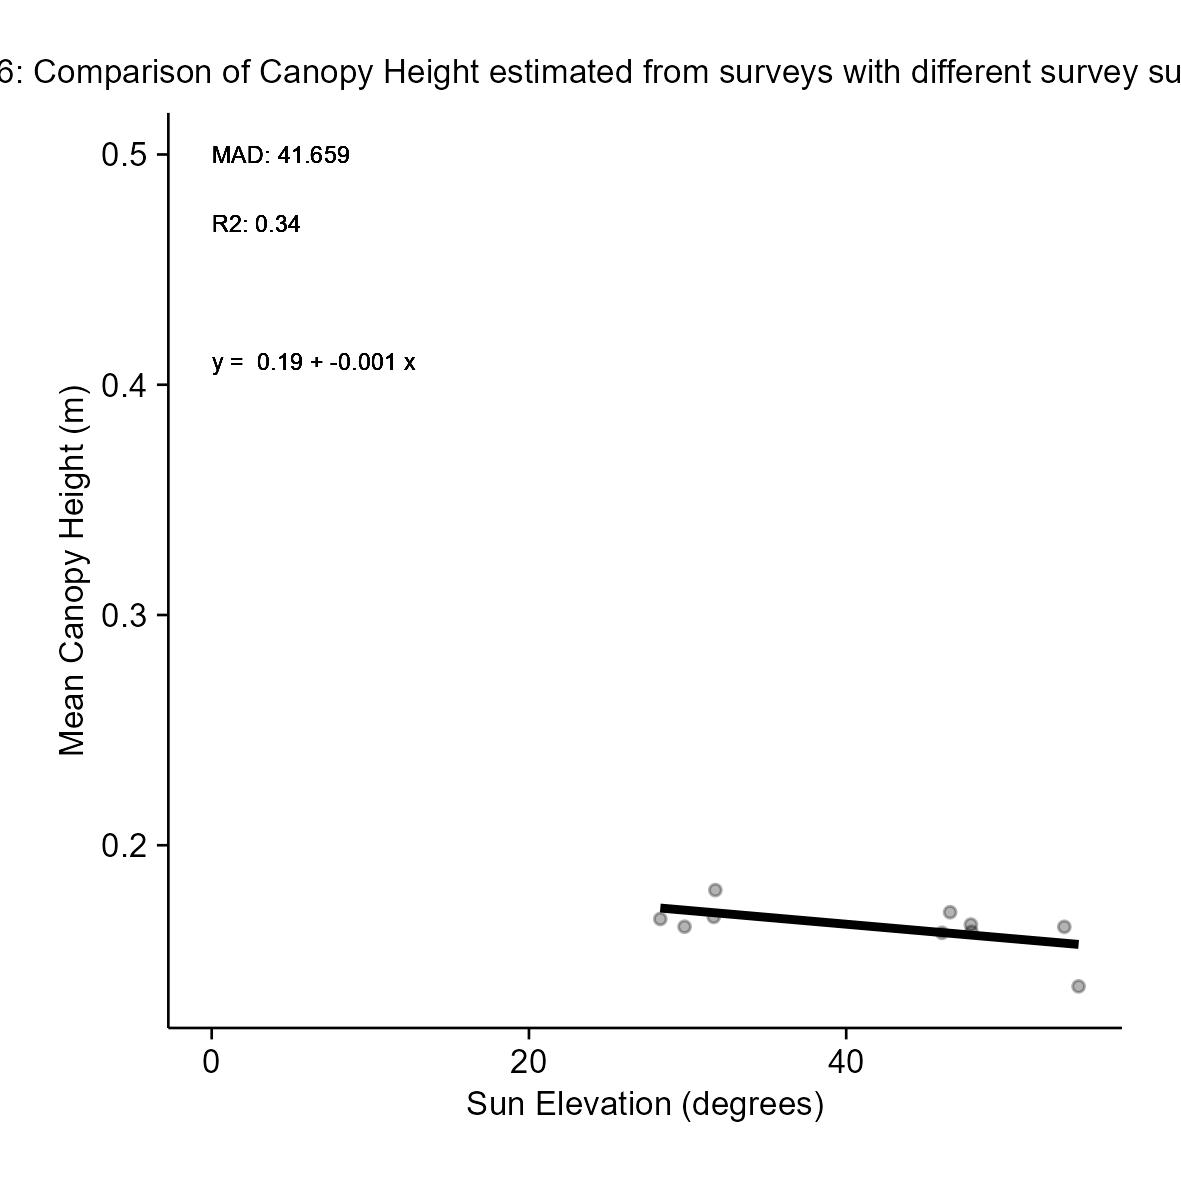 6: Comparison of Canopy Height estimated from surveys with different survey su
0.5
MAD: 41.659
R2: 0.34
y =  0.19 + -0.001 x
0.4
Mean Canopy Height (m)
0.3
0.2
0
20
40
Sun Elevation (degrees)